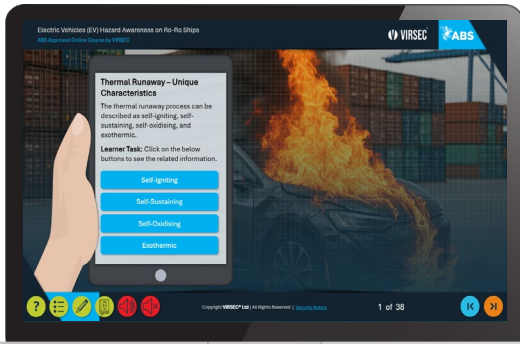 Electric Vehicles (EV) Hazard Awareness on Ro-Ro Ships
ABS Approved Online Course by VIRSEC
VIRSEC®
ABS
Thermal Runaway – Unique
Characteristics
The thermal runaway process can be
described as self-igniting, self-
sustaining, self-oxidising, and
exothermic.
Learner Task: Click on the below
buttons to see the related information.
Self-Igniting
Self-Sustaining
Self-Oxidising
Exothermic
?
Copyright VIRSEC® Ltd | All Rights Reserved | Security Notice
1 of 38